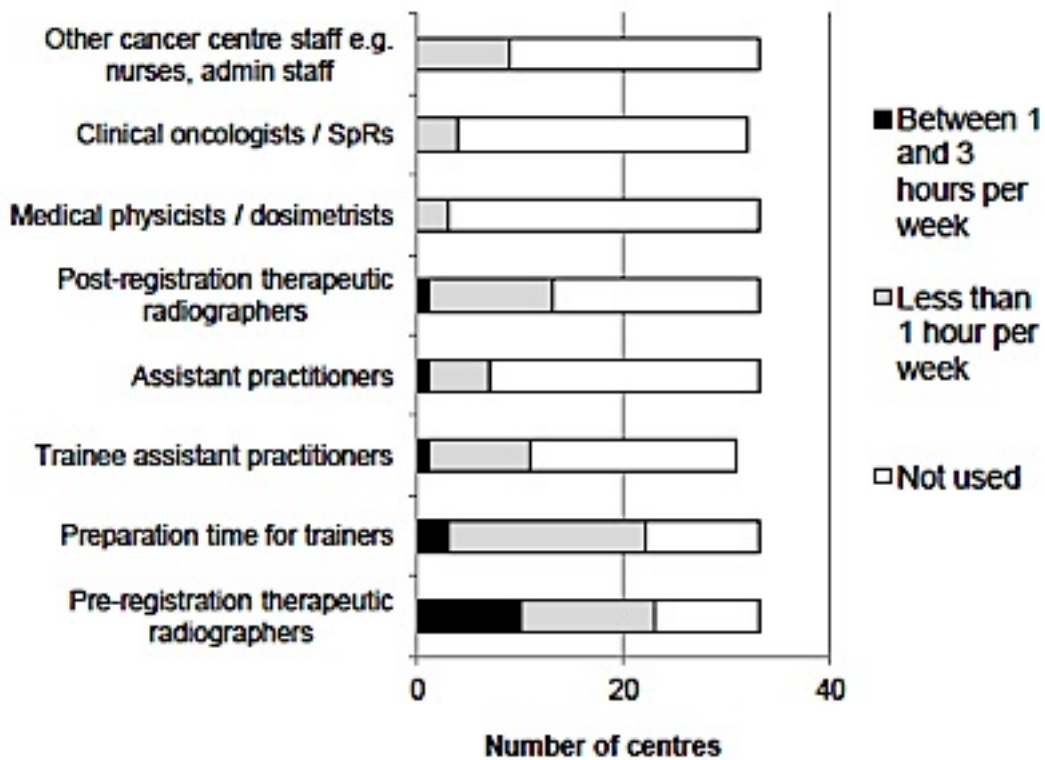 Other cancer centre staff e.g.
nurses, admin staff
Clinical oncologists / SpRs
Medical physicists / dosimetrists
Post-registration therapeutic
radiographers
Assistant practitioners
Trainee assistant practitioners
Preparation time for trainers
Pre-registration therapeutic
radiographers
0
20
40
Number of centres
Between 1
and 3
hours per
week
Less than
1 hour per
week
Not used